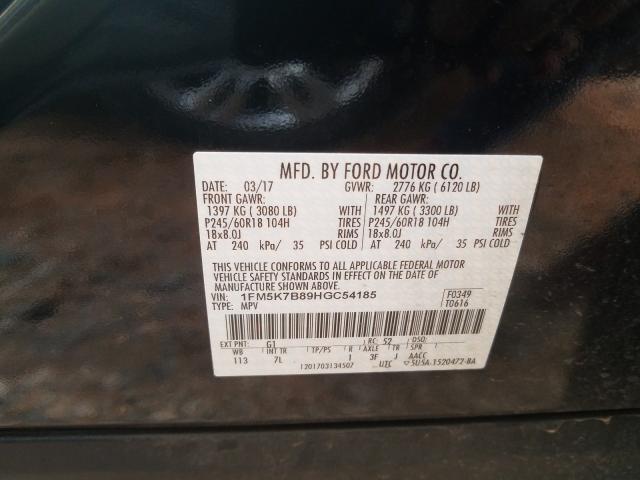 MFD. BY FORD MOTOR CO.
DATE: 03/17 GVWR: 2776 KG ( 6120 LB)
FRONT GAWR: REAR GAWR:
1397 KG ( 3080 LB) WITH 1497 KG ( 3300 LB) WITH
P245/60R18 104H TIRES P245/60R18 104H TIRES
18x8.0J RIMS 18x8.0J RIMS
AT 240 kPa/ 35 PSI COLD AT 240 kPa/ 35 PSI COLD
THIS VEHICLE CONFORMS TO ALL APPLICABLE FEDERAL MOTOR
VEHICLE SAFETY STANDARDS IN EFFECT ON THE DATE OF
MANUFACTURE SHOWN ABOVE.
VIN: 1FM5K7B89HGC54185 F0349
TYPE: MPV T0616
EXT PNT: G1 RC: 52
WB INT TR TP/PS R AXLE TR SPR
113 7L 1 3F J AACC
1201703134507 UTC 5U5A-1520472-BA